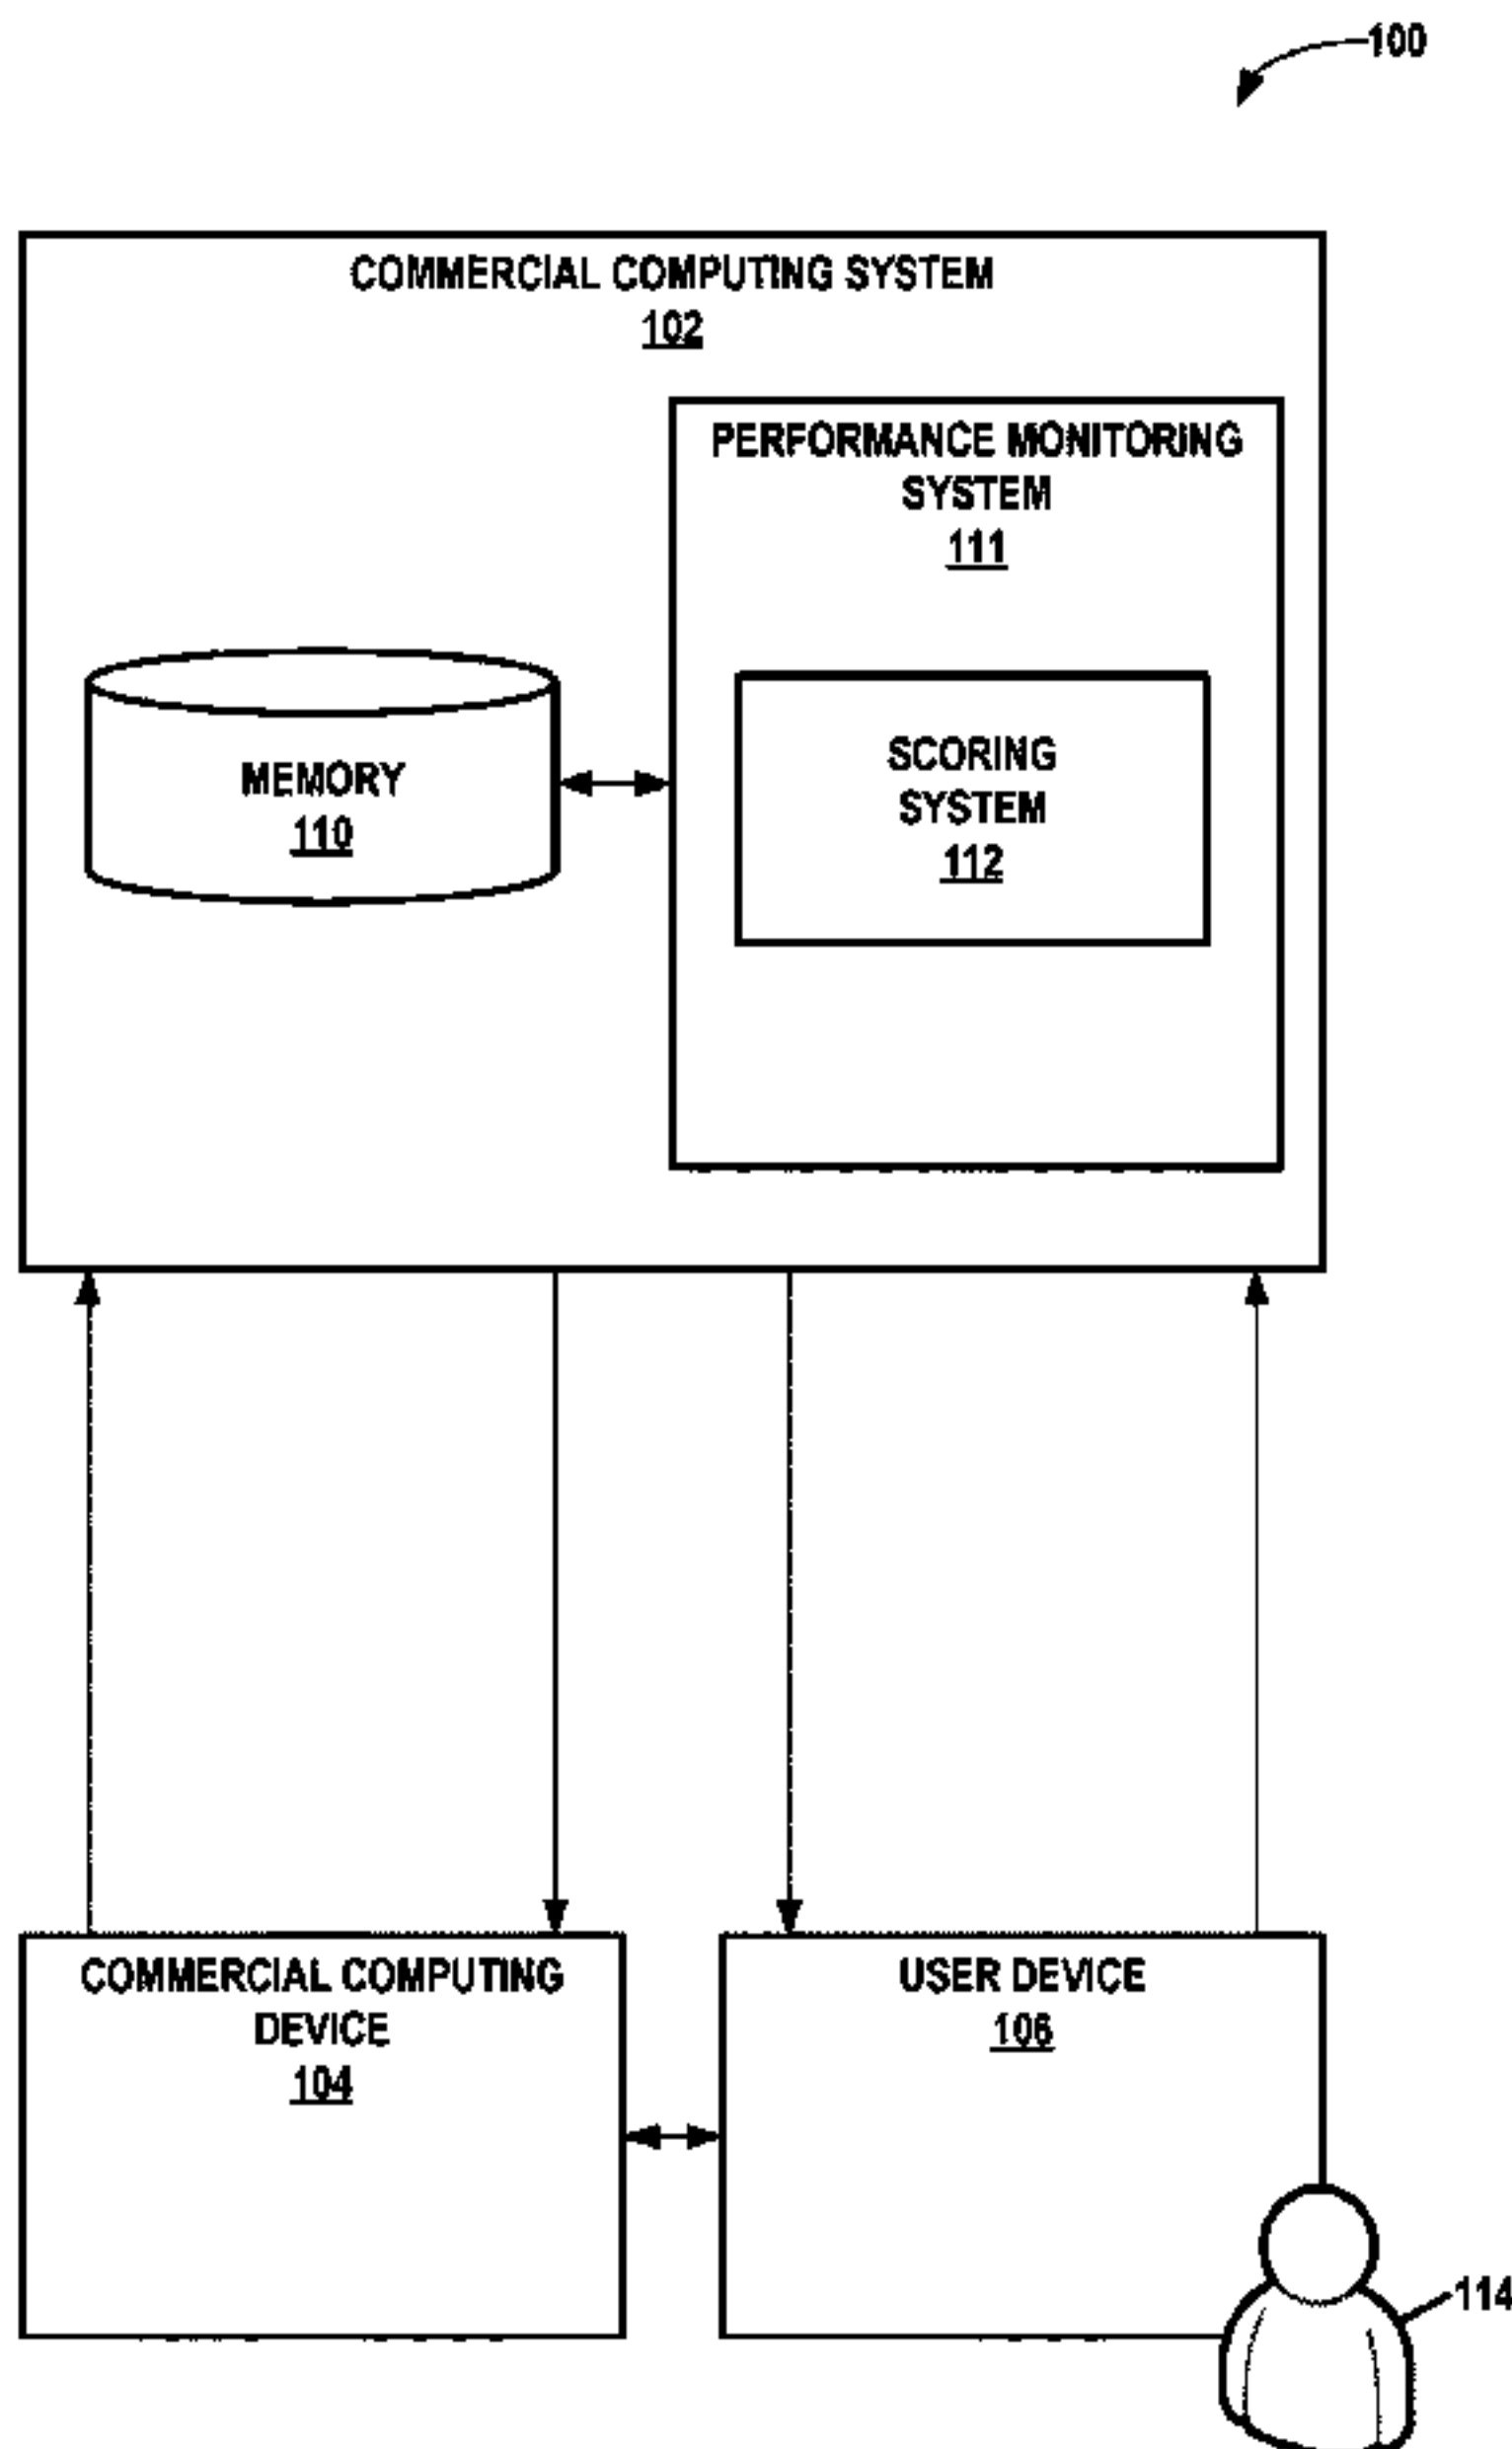 100
COMMERCIAL COMPUTING SYSTEM
102
PERFORMANCE MONITORING
SYSTEM
111
MEMORY
110
SCORING
SYSTEM
112
COMMERCIAL COMPUTING
DEVICE
104
USER DEVICE
106
114